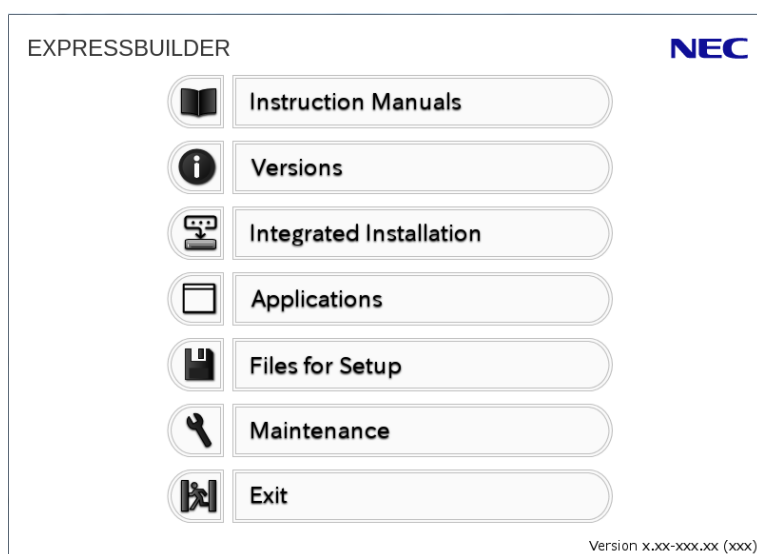 EXPRESSBUILDER
NEC
Instruction Manuals
Versions
Integrated Installation
Applications
Files for Setup
Maintenance
Exit
Version x.xx-xxx.xx (xxx)